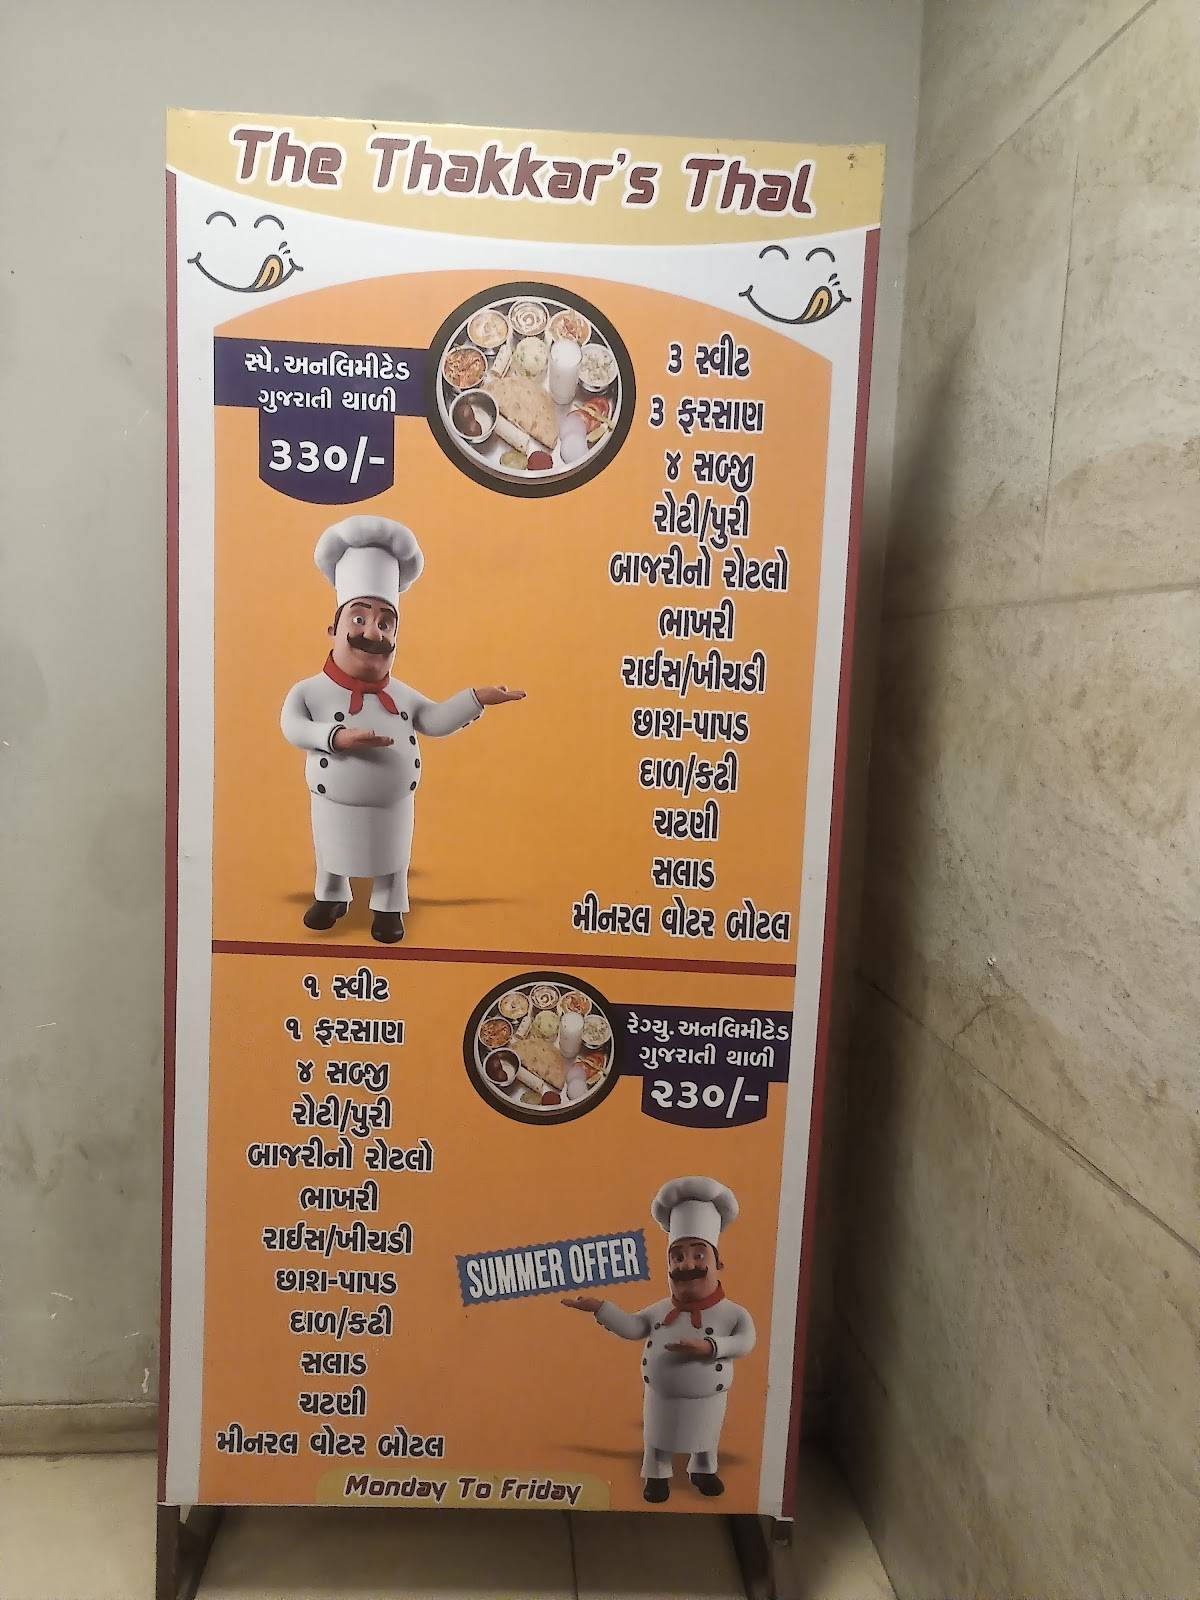 The Thakkar's Thal
સ્પે. અનલિમીટેડ
ગુજરાતી થાળી
૩૩૦/-
૩ સ્વીટ
૩ ફરસાણ
૪ સબ્જી
રોટી/પુરી
બાજરીનો રોટલો
ભાખરી
રાઈસ/ખીચડી
છાશ-પાપડ
દાળ/કઢી
ચટણી
સલાડ
મીનરલ વોટર બોટલ
૧ સ્વીટ
૧ ફરસાણ
૪ સબ્જી
રોટી/પુરી
બાજરીનો રોટલો
ભાખરી
રાઈસ/ખીચડી
છાશ-પાપડ
દાળ/કઢી
સલાડ
ચટણી
મીનરલ વોટર બોટલ
રેગ્યુ. અનલિમીટેડ
ગુજરાતી થાળી
૨૩૦/-
SUMMER OFFER
Monday To Friday